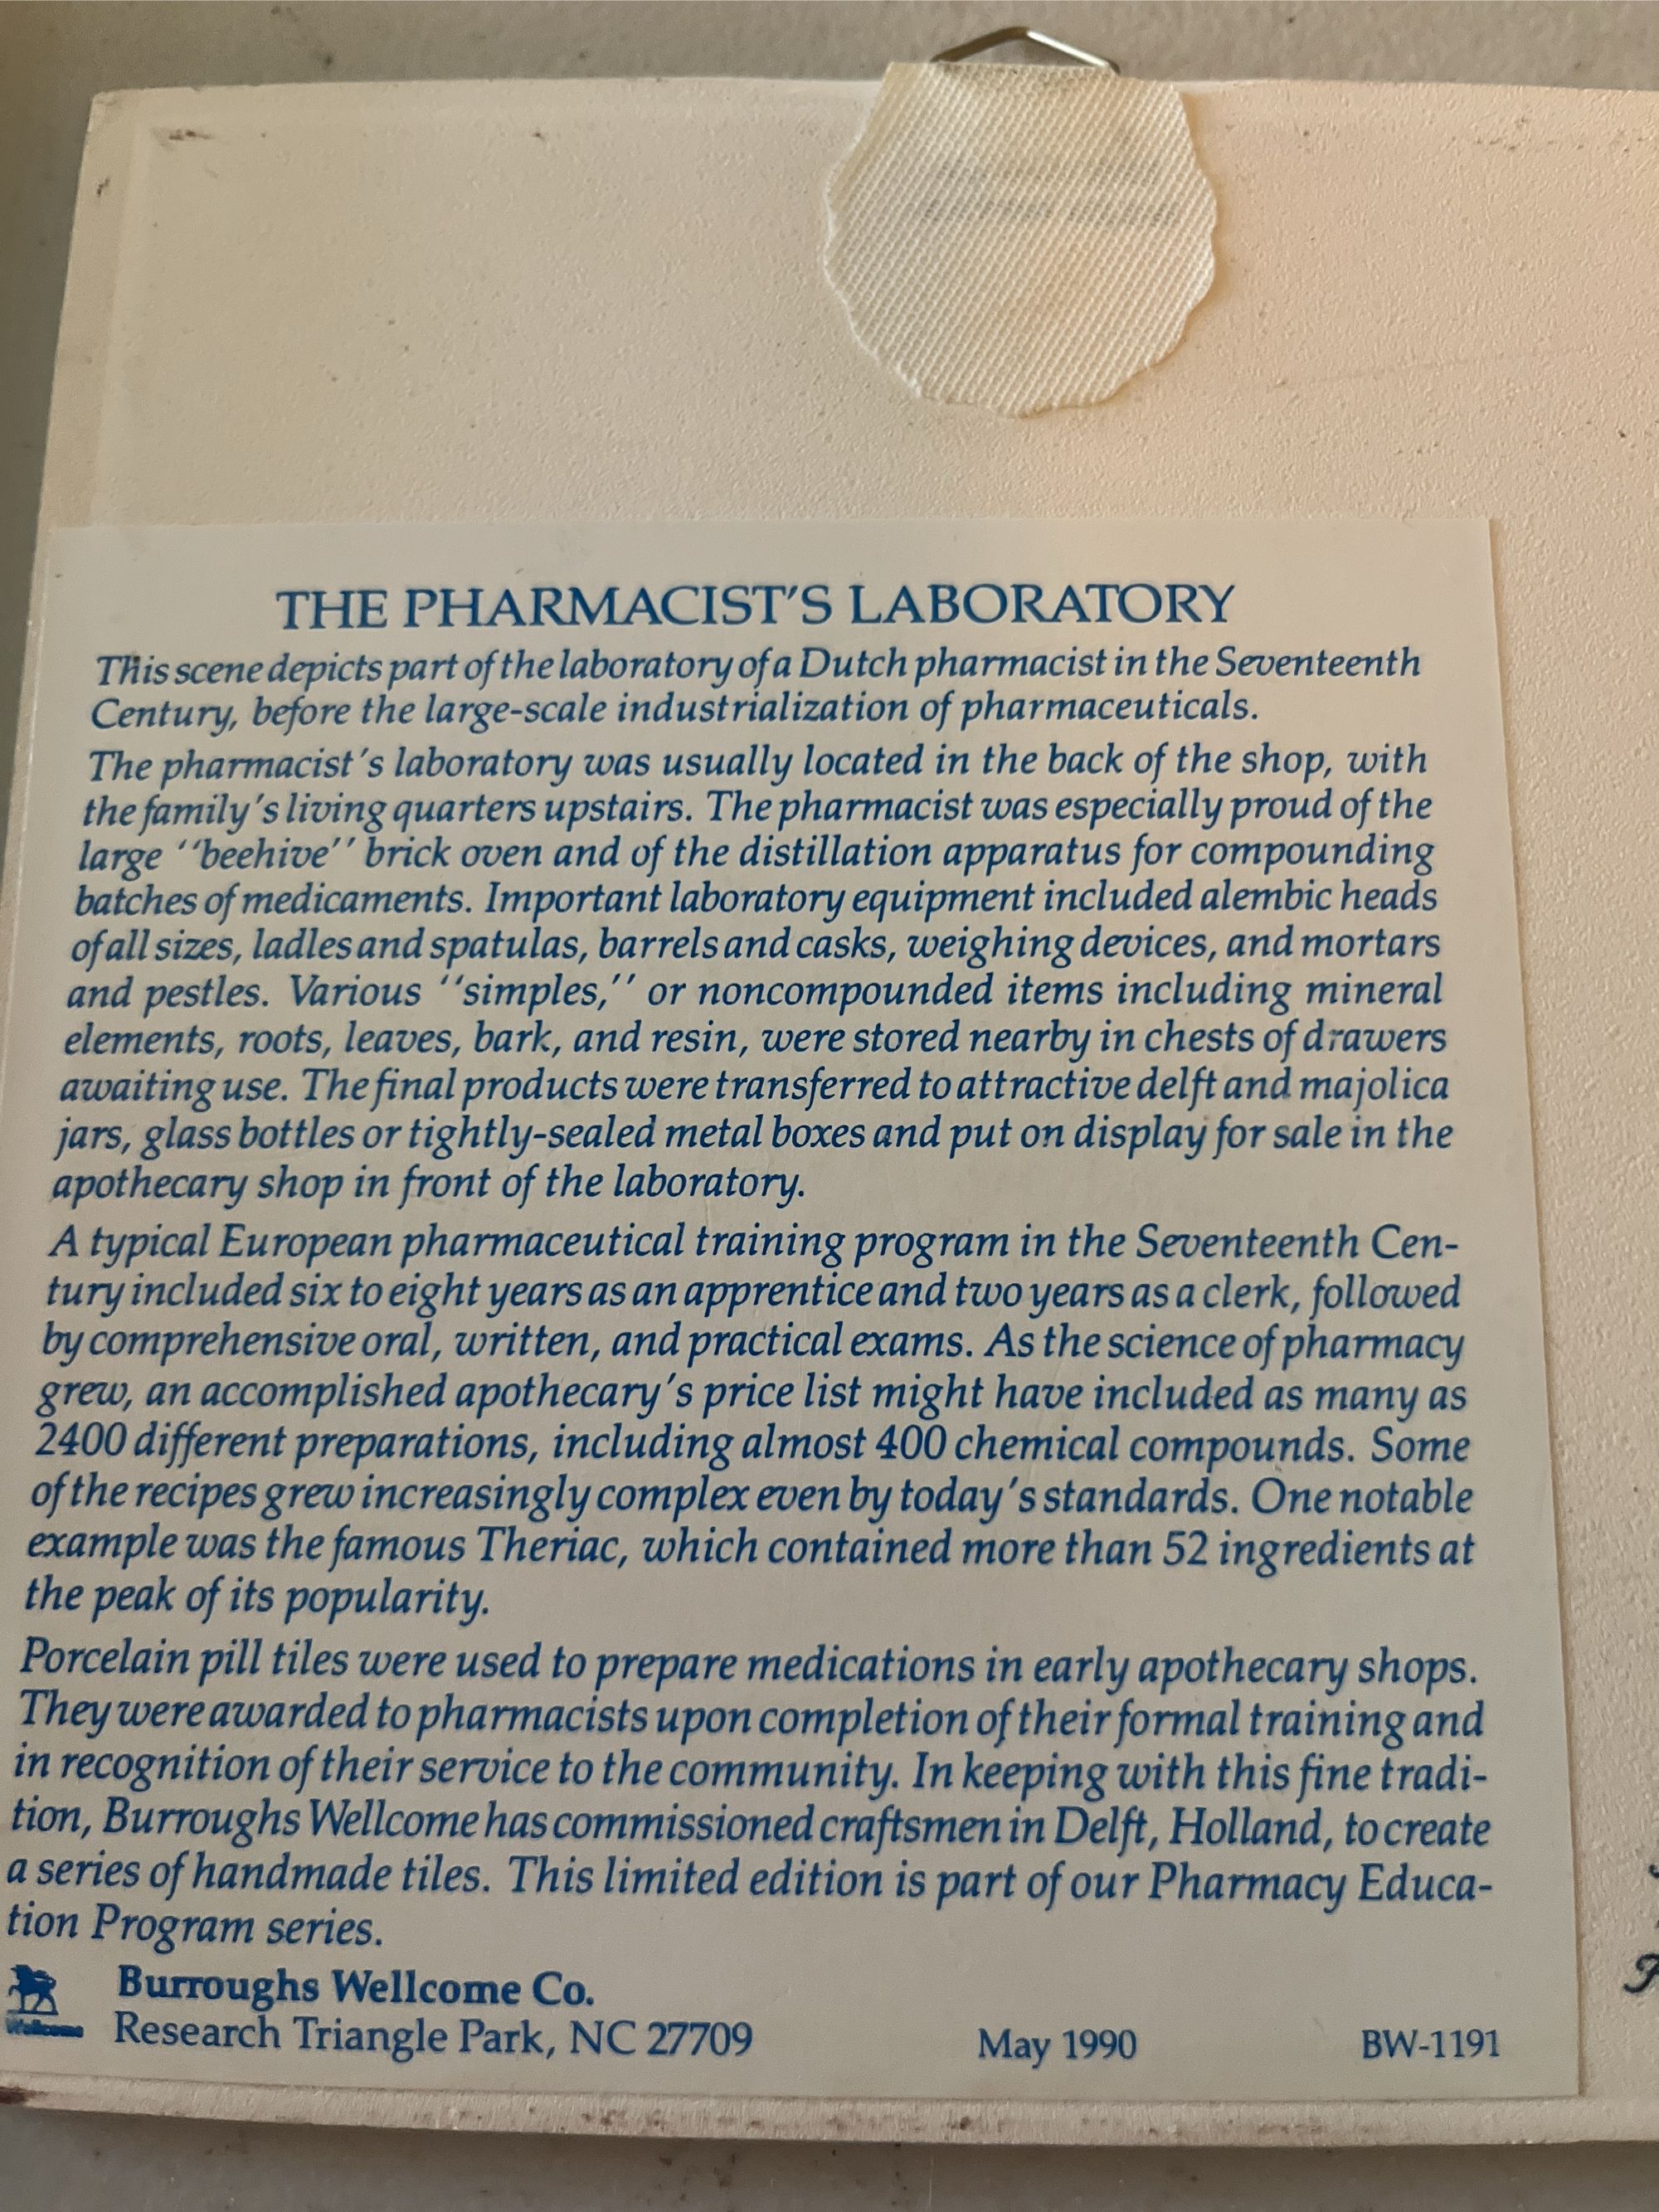 THE PHARMACIST'S LABORATORY
This scene depicts part of the laboratory of a Dutch pharmacist in the Seventeenth
Century, before the large-scale industrialization of pharmaceuticals.
The pharmacist's laboratory was usually located in the back of the shop, with
the family's living quarters upstairs. The pharmacist was especially proud of the
large ''beehive'' brick oven and of the distillation apparatus for compounding
batches of medicaments. Important laboratory equipment included alembic heads
of all sizes, ladles and spatulas, barrels and casks, weighing devices, and mortars
and pestles. Various ''simples,'' or noncompounded items including mineral
elements, roots, leaves, bark, and resin, were stored nearby in chests of drawers
awaiting use. The final products were transferred to attractive delft and majolica
jars, glass bottles or tightly-sealed metal boxes and put on display for sale in the
apothecary shop in front of the laboratory.
A typical European pharmaceutical training program in the Seventeenth Cen-
tury included six to eight years as an apprentice and two years as a clerk, followed
by comprehensive oral, written, and practical exams. As the science of pharmacy
grew, an accomplished apothecary's price list might have included as many as
2400 different preparations, including almost 400 chemical compounds. Some
of the recipes grew increasingly complex even by today's standards. One notable
example was the famous Theriac, which contained more than 52 ingredients at
the peak of its popularity.
Porcelain pill tiles were used to prepare medications in early apothecary shops.
They were awarded to pharmacists upon completion of their formal training and
in recognition of their service to the community. In keeping with this fine tradi-
tion, Burroughs Wellcome has commissioned craftsmen in Delft, Holland, to create
a series of handmade tiles. This limited edition is part of our Pharmacy Educa-
tion Program series.
Burroughs Wellcome Co.
Wellcome
Research Triangle Park, NC 27709 May 1990 BW-1191